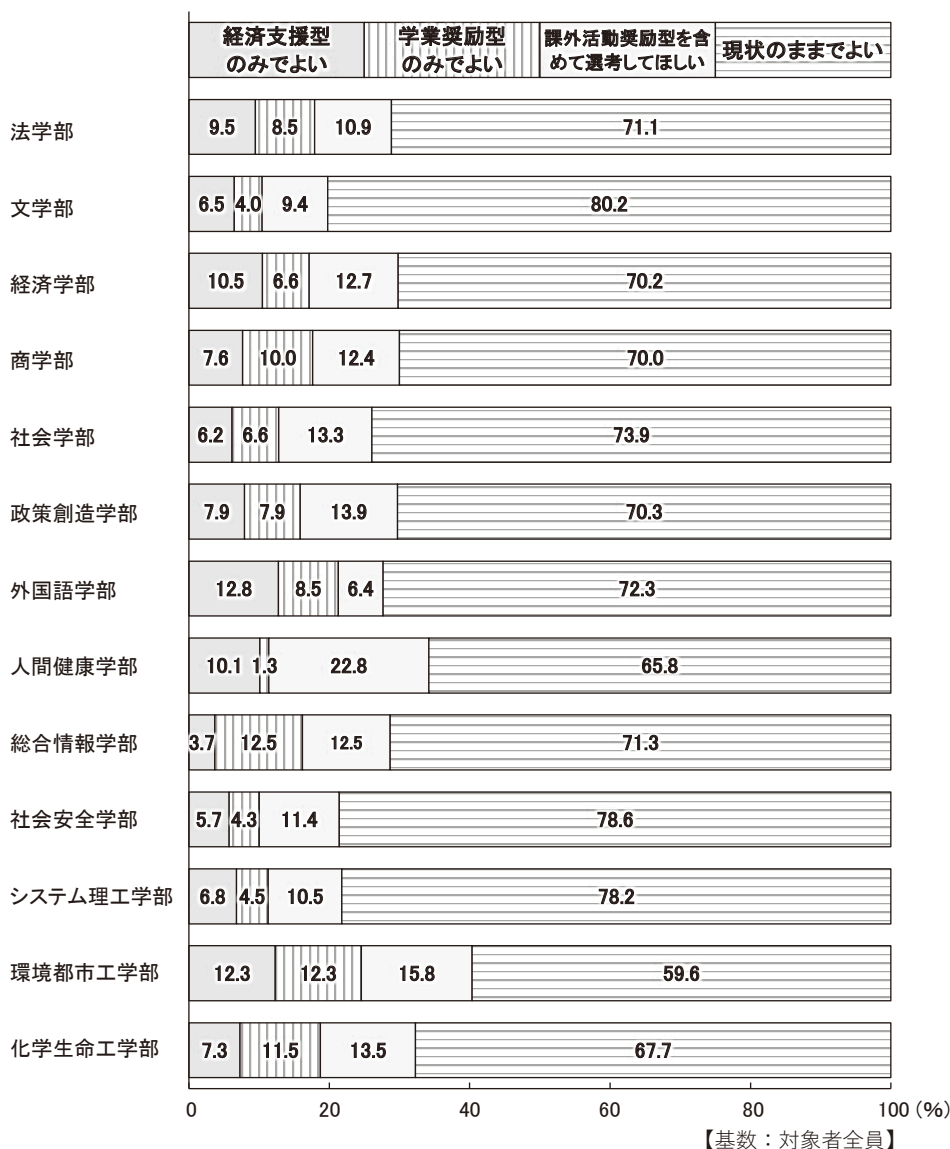 経済支援型
のみでよい
学業奨励型
のみでよい
課外活動奨励型を含
めて選考してほしい
現状のままでよい
法学部 9.5 8.5 10.9 71.1
文学部 6.5 4.0 9.4 80.2
経済学部 10.5 6.6 12.7 70.2
商学部 7.6 10.0 12.4 70.0
社会学部 6.2 6.6 13.3 73.9
政策創造学部 7.9 7.9 13.9 70.3
外国語学部 12.8 8.5 6.4 72.3
人間健康学部 10.1 1.3 22.8 65.8
総合情報学部 3.7 12.5 12.5 71.3
社会安全学部 5.7 4.3 11.4 78.6
システム理工学部 6.8 4.5 10.5 78.2
環境都市工学部 12.3 12.3 15.8 59.6
化学生命工学部 7.3 11.5 13.5 67.7
0 20 40 60 80 100 (%)
【基数：対象者全員】